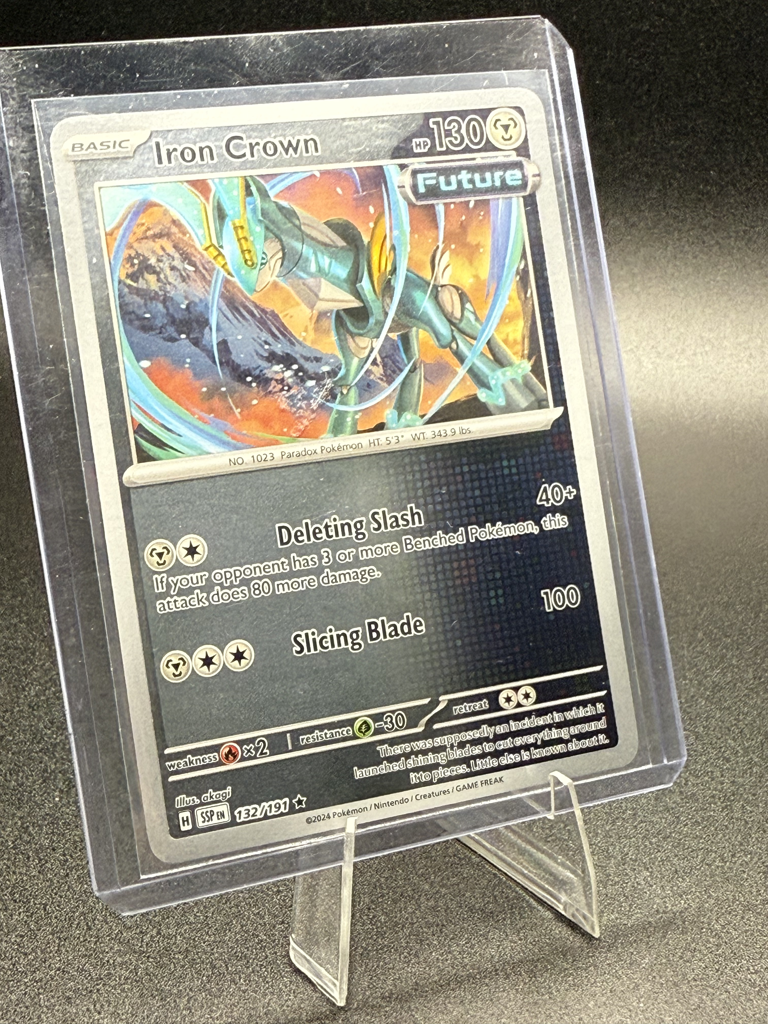 BASIC Iron Crown HP 130
Future
NO. 1023 Paradox Pokémon HT. 5'3" WT. 343.9 lbs.
Deleting Slash 40+
If your opponent has 3 or more Benched Pokémon, this
attack does 80 more damage.
Slicing Blade 100
weakness ×2 resistance -30 retreat
There was supposedly an incident in which it
launched shining blades to cut everything around
it to pieces. Little else is known about it.
Illus. akagi
H SSP EN 132/191 ★
©2024 Pokémon / Nintendo / Creatures / GAME FREAK